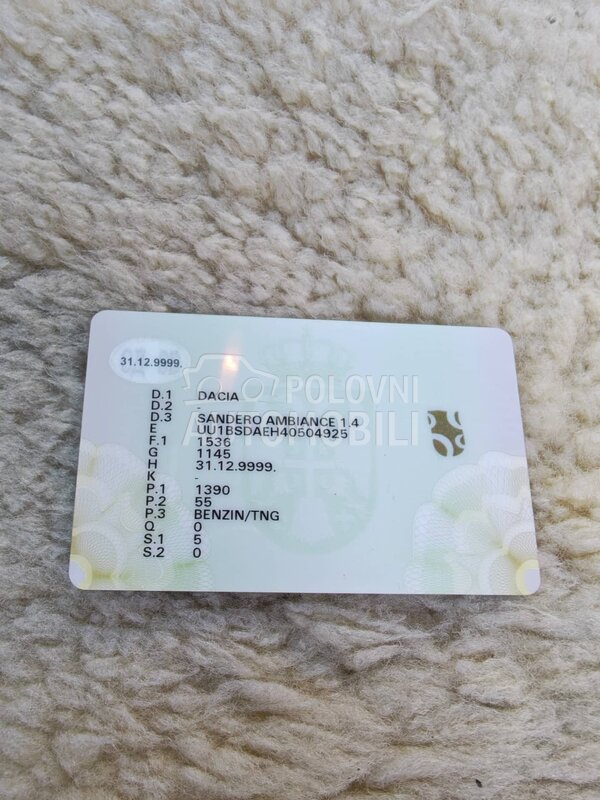 31.12.9999.
D.1 DACIA
D.2 -
D.3 SANDERO AMBIANCE 1.4
E UU1BSDAEH40504925
F.1 1536
G 1145
H 31.12.9999.
K -
P.1 1390
P.2 55
P.3 BENZIN/TNG
Q 0
S.1 5
S.2 0
POLOVNI
AUTOMOBILI